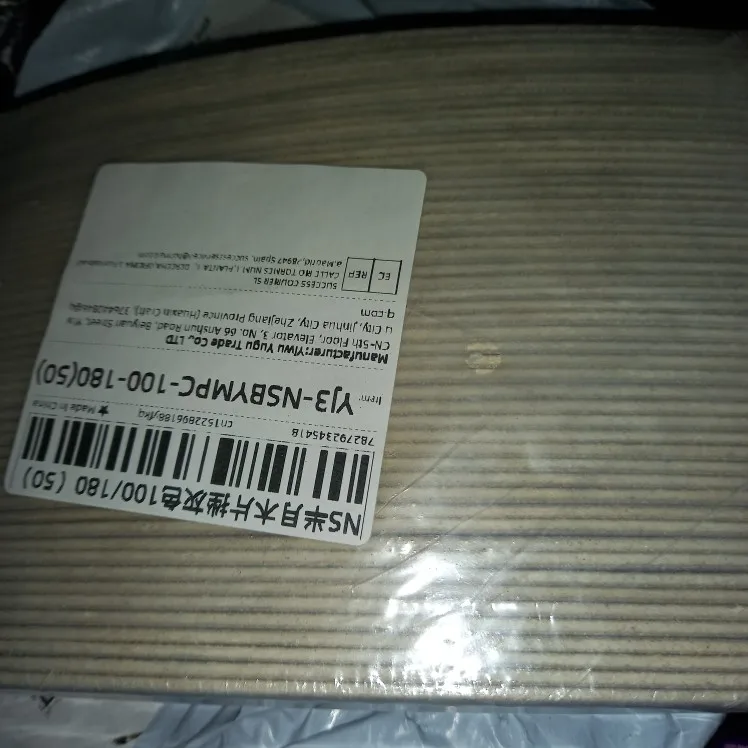 NS半月木片挫灰色100/180 (50)
78279234541B
cn1522896188yfkq
★ Made In China
Item: YJ3-NSBYMPC-100-180(50)
Manufacturer:Yiwu Yugu Trade Co., LTD
CN-5th Floor, Elevator 3, No. 66 Anshun Road, Beiyuan Street, Yiw
u City, Jinhua City, Zhejiang Province (Huaxin Craft),
q.com
EC REP
SUCCESS COURIER SL
CALLE RIO TORMES NUM 1, PLANTA 1,
a,Madrid,28947 Spain,